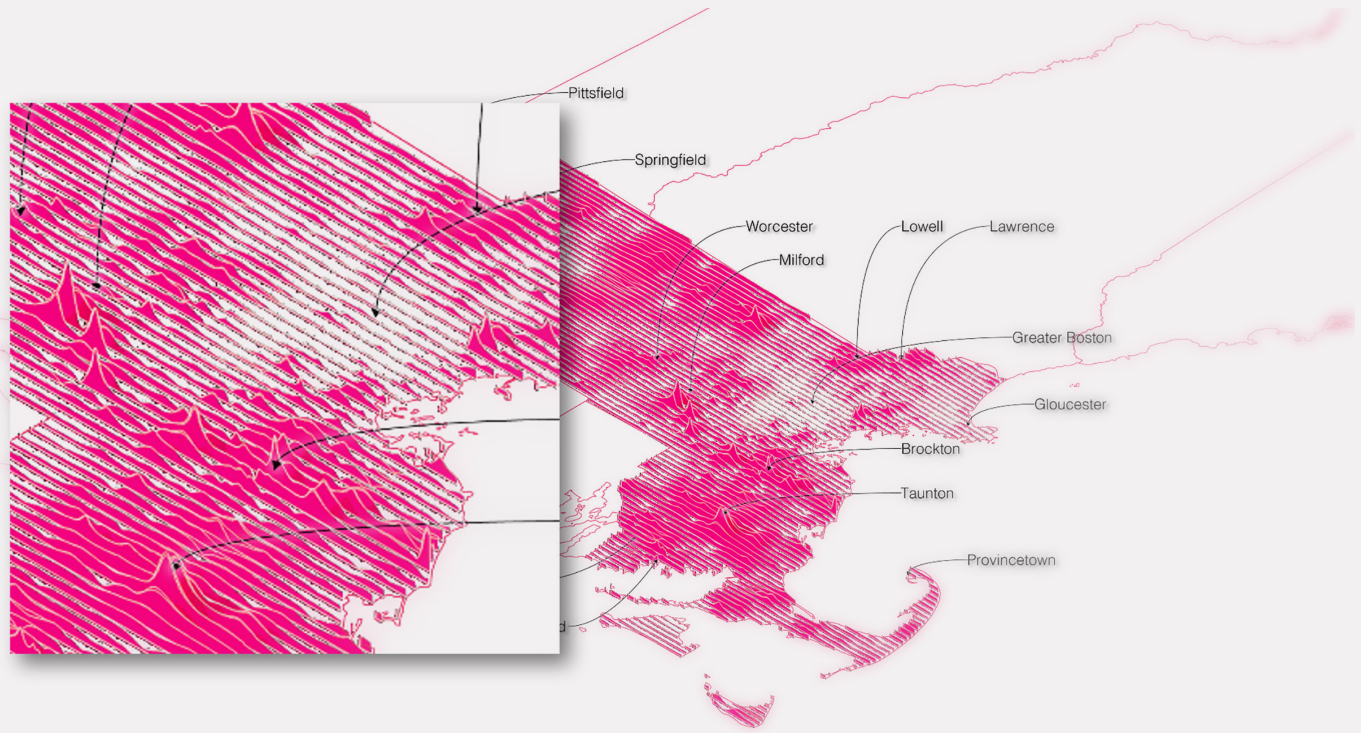 Pittsfield
Springfield
Worcester
Lowell
Lawrence
Milford
Greater Boston
Gloucester
Brockton
Taunton
Provincetown
d